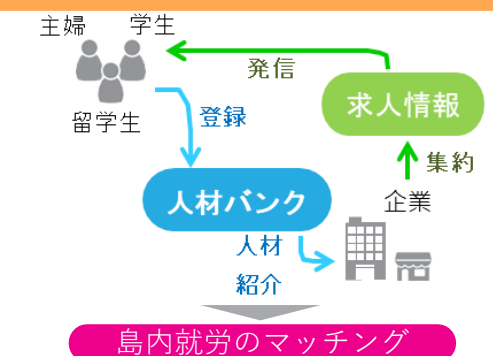 主婦 学生
留学生
発信
求人情報
登録
集約
人材バンク
企業
人材
紹介
島内就労のマッチング